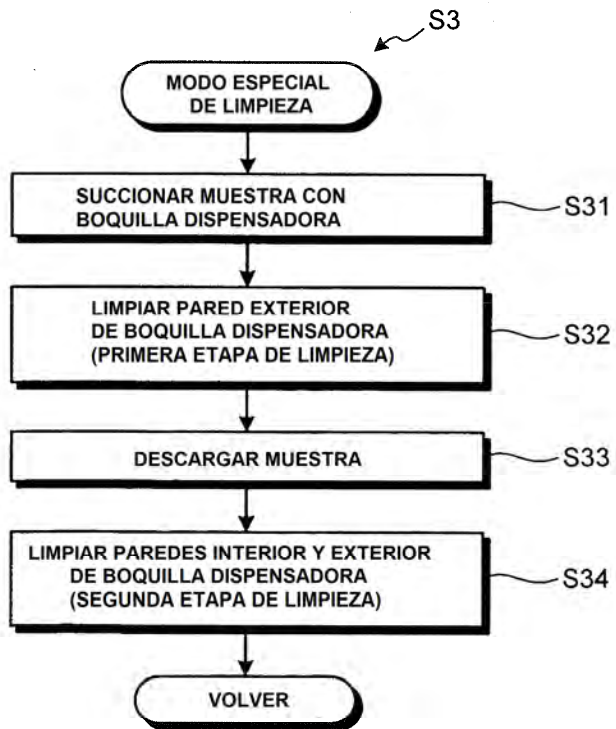 S3
MODO ESPECIAL
DE LIMPIEZA
SUCCIONAR MUESTRA CON
BOQUILLA DISPENSADORA
S31
LIMPIAR PARED EXTERIOR
DE BOQUILLA DISPENSADORA
(PRIMERA ETAPA DE LIMPIEZA)
S32
DESCARGAR MUESTRA
S33
LIMPIAR PAREDES INTERIOR Y EXTERIOR
DE BOQUILLA DISPENSADORA
(SEGUNDA ETAPA DE LIMPIEZA)
S34
VOLVER